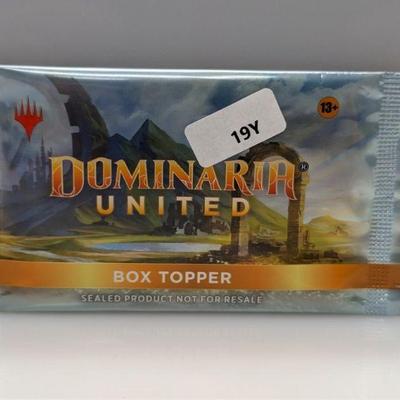 13+
19Y
DOMINARIA®
UNITED
BOX TOPPER
SEALED PRODUCT NOT FOR RESALE